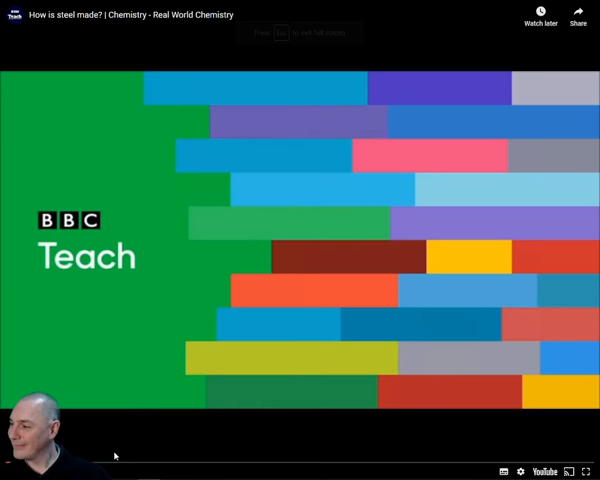 Teach
How is steel made? | Chemistry - Real World Chemistry
Watch later
Share
Press Esc to exit full screen
BBC
Teach
YouTube